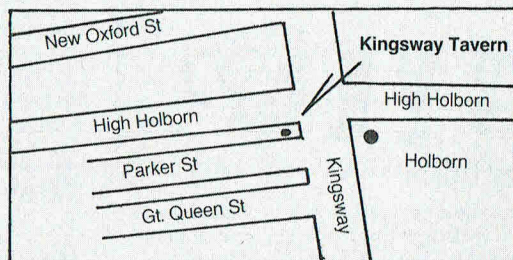 New Oxford St
Kingsway Tavern
High Holborn
High Holborn
Parker St
Holborn
Kingsway
Gt. Queen St